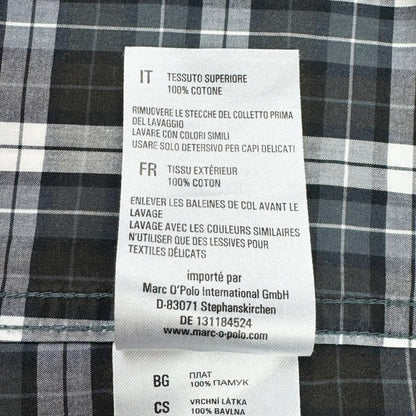 IT TESSUTO SUPERIORE
100% COTONE
RIMUOVERE LE STECCHE DEL COLLETTO PRIMA
DEL LAVAGGIO
LAVARE CON COLORI SIMILI
USARE SOLO DETERSIVO PER CAPI DELICATI
FR TISSU EXTÉRIEUR
100% COTON
ENLEVER LES BALEINES DE COL AVANT LE
LAVAGE
LAVAGE AVEC LES COULEURS SIMILAIRES
N'UTILISER QUE DES LESSIVES POUR
TEXTILES DÉLICATS
importé par
Marc O'Polo International GmbH
D-83071 Stephanskirchen
DE 131184524
www.marc-o-polo.com
BG ПЛАТ
100% ПАМУК
CS VRCHNÍ LÁTKA
100% BAVLNA